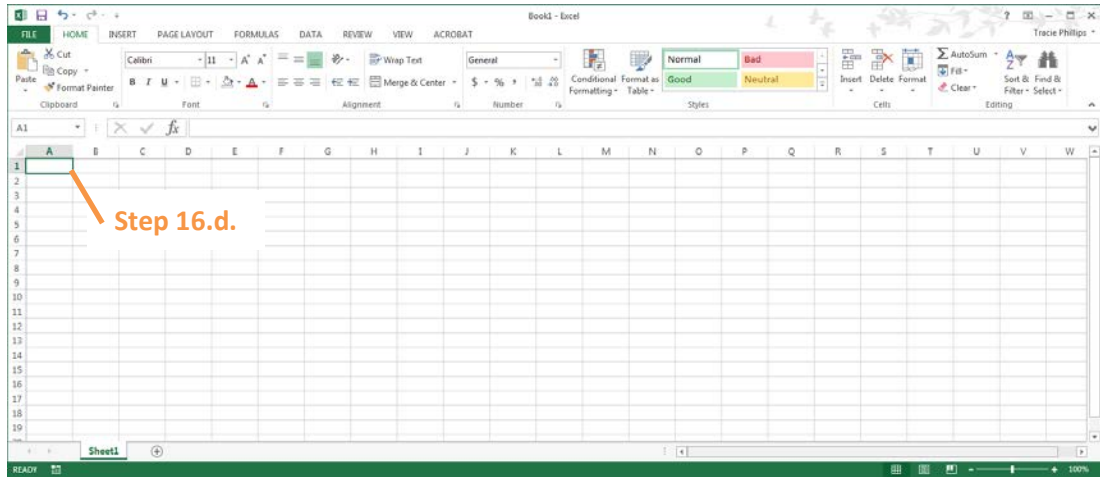 Book1 - Excel
FILE HOME INSERT PAGE LAYOUT FORMULAS DATA REVIEW VIEW ACROBAT Tracie Phillips
Paste Cut Copy Format Painter
Calibri 11 A A
B I U A
Wrap Text
Merge & Center
General
$ % ,
Conditional Formatting Format as Table
Normal Bad
Good Neutral
Insert Delete Format
AutoSum
Fill
Clear
Sort & Filter Find & Select
Clipboard Font Alignment Number Styles Cells Editing
A1 fx
A B C D E F G H I J K L M N O P Q R S T U V W
1
2
3
4
5
Step 16.d.
6
7
8
9
10
11
12
13
14
15
16
17
18
19
Sheet1
READY 100%